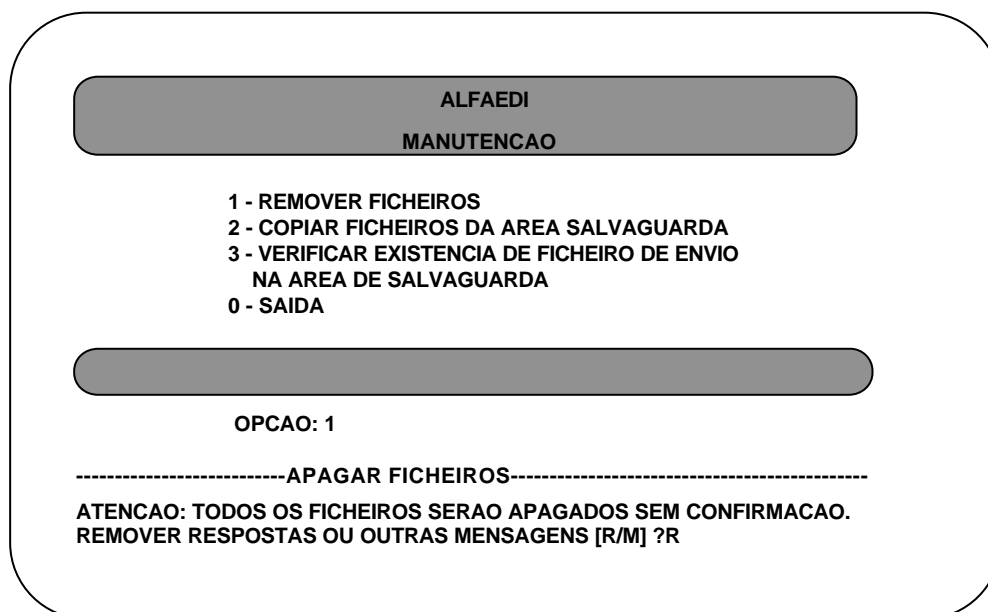 ALFAEDI
MANUTENCAO
1 - REMOVER FICHEIROS
2 - COPIAR FICHEIROS DA AREA SALVAGUARDA
3 - VERIFICAR EXISTENCIA DE FICHEIRO DE ENVIO
NA AREA DE SALVAGUARDA
0 - SAIDA
OPCAO: 1
---------------------------APAGAR FICHEIROS----------------------------------------------
ATENCAO: TODOS OS FICHEIROS SERAO APAGADOS SEM CONFIRMACAO.
REMOVER RESPOSTAS OU OUTRAS MENSAGENS [R/M] ?R